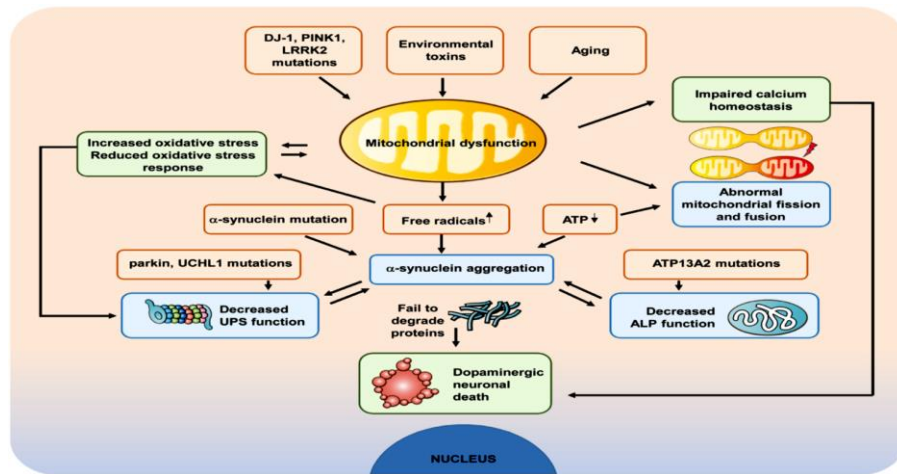 DJ-1, PINK1,
LRRK2
mutations
Environmental
toxins
Aging
Impaired calcium
homeostasis
Increased oxidative stress
Reduced oxidative stress
response
Mitochondrial dysfunction
Abnormal
mitochondrial fission
and fusion
α-synuclein mutation
Free radicals↑
ATP↓
parkin, UCHL1 mutations
α-synuclein aggregation
ATP13A2 mutations
Decreased
UPS function
Fail to
degrade
proteins
Decreased
ALP function
Dopaminergic
neuronal
death
NUCLEUS